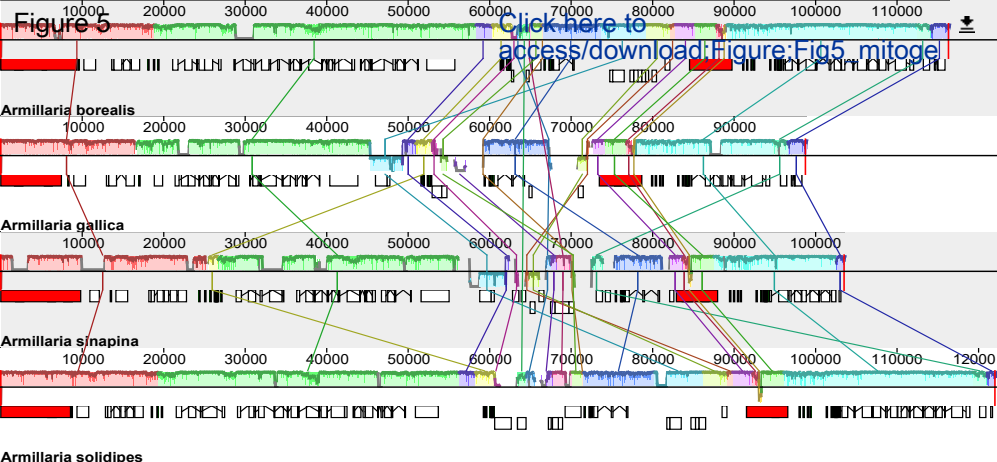 Figure 5
Click here to
access/download;Figure;Fig5_mitoge
10000 20000 30000 40000 50000 60000 70000 80000 90000 100000 110000
Armillaria borealis
10000 20000 30000 40000 50000 60000 70000 80000 90000
Armillaria gallica
10000 20000 30000 40000 50000 60000 70000 80000 90000 100000
Armillaria sinapina
10000 20000 30000 40000 50000 60000 70000 80000 90000 100000 110000 12000
Armillaria solidipes